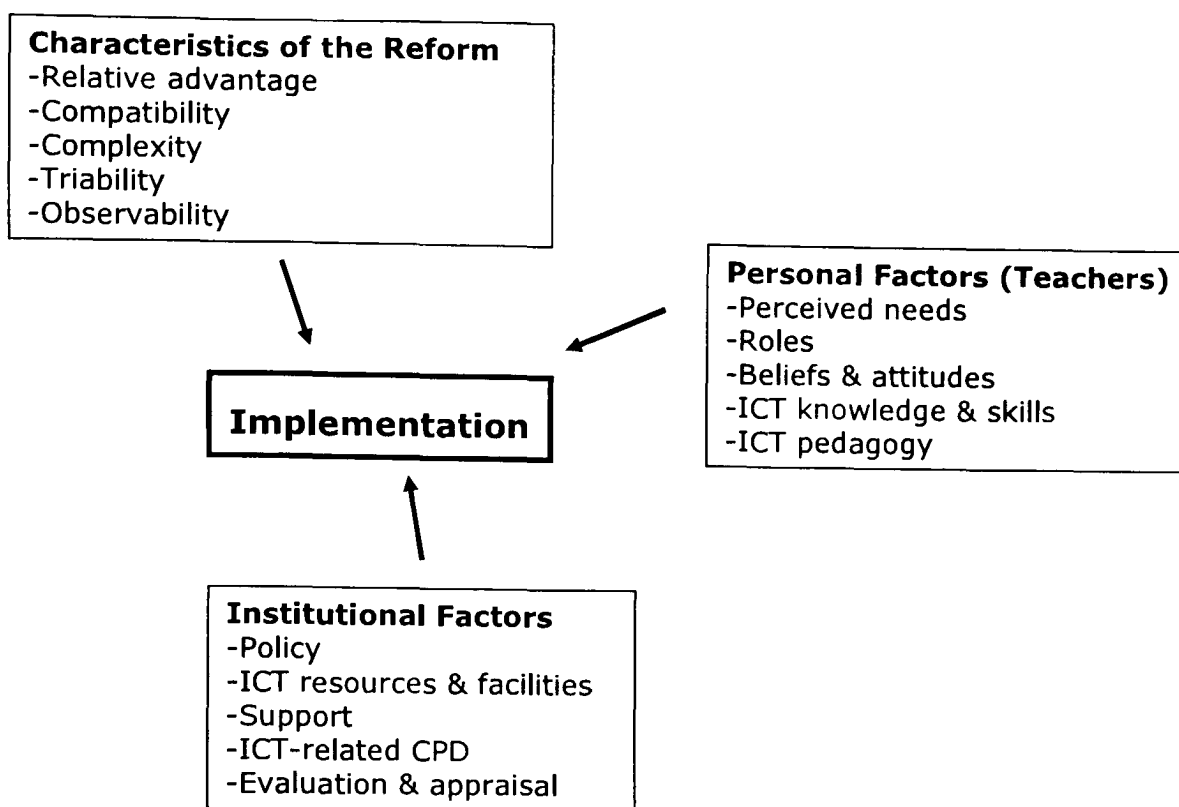 Characteristics of the Reform
-Relative advantage
-Compatibility
-Complexity
-Triability
-Observability
Personal Factors (Teachers)
-Perceived needs
-Roles
-Beliefs & attitudes
-ICT knowledge & skills
-ICT pedagogy
Implementation
Institutional Factors
-Policy
-ICT resources & facilities
-Support
-ICT-related CPD
-Evaluation & appraisal